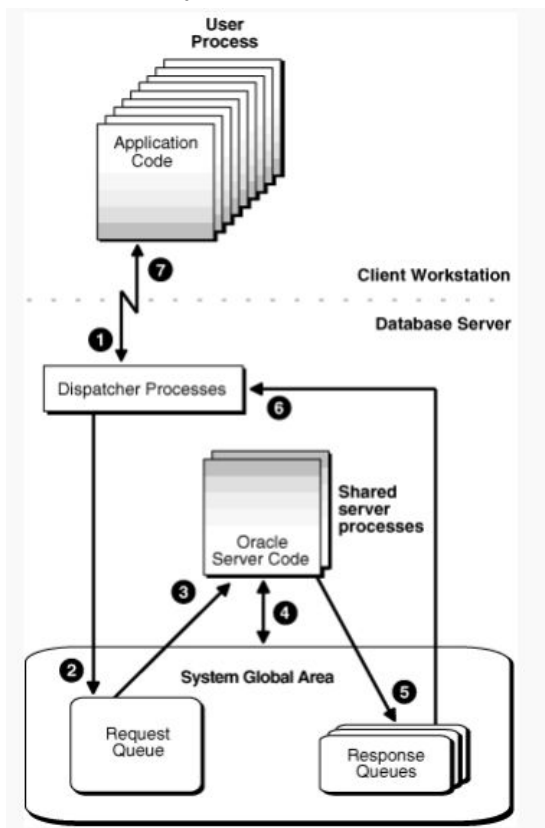 User
Process
Application
Code
7
Client Workstation
Database Server
1
Dispatcher Processes
6
Shared
server
processes
Oracle
Server Code
3
4
2
System Global Area
5
Request
Queue
Response
Queues